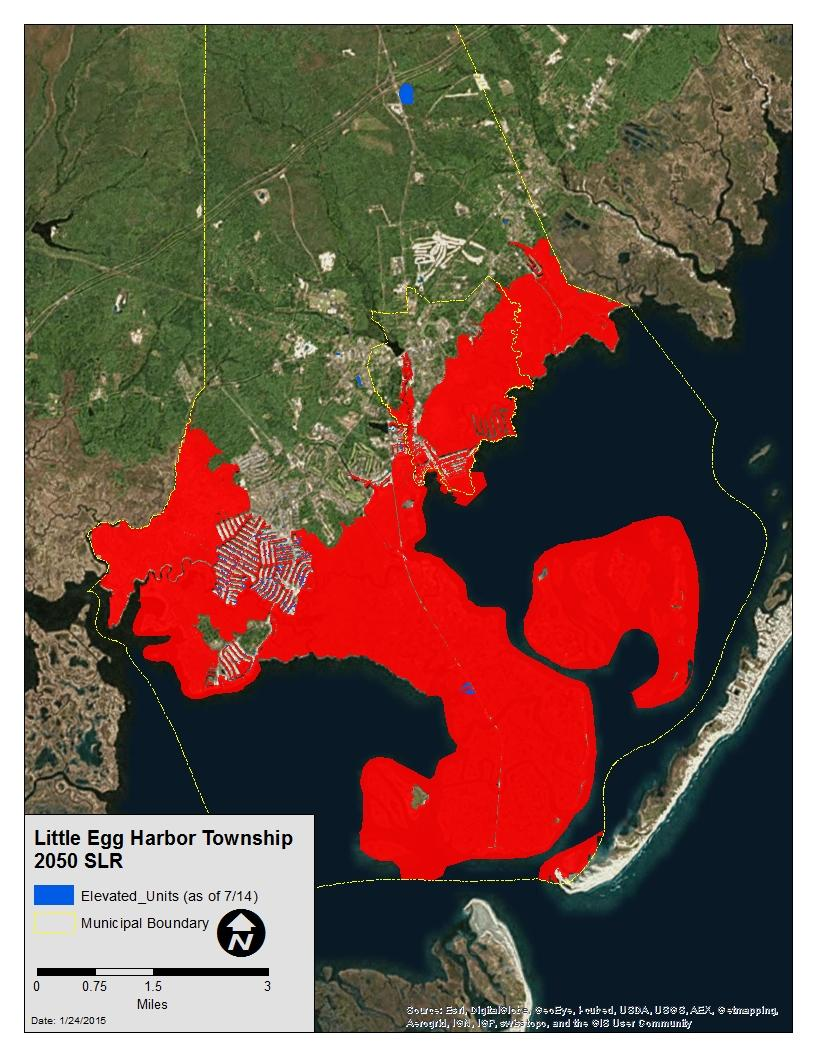 Little Egg Harbor Township
2050 SLR
Elevated_Units (as of 7/14)
Municipal Boundary
N
0 0.75 1.5 3
Miles
Date: 1/24/2015
Source: Esri, DigitalGlobe, GeoEye, i-cubed, USDA, USGS, AEX, Getmapping,
Aerogrid, IGN, IGP, swisstopo, and the GIS User Community